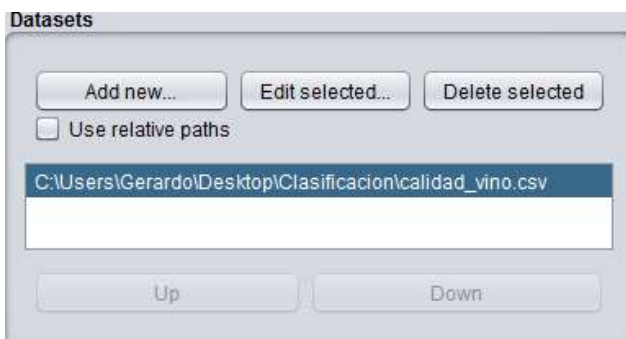 Datasets
Add new... Edit selected... Delete selected
Use relative paths
C:\Users\Gerardo\Desktop\Clasificacion\calidad_vino.csv
Up Down